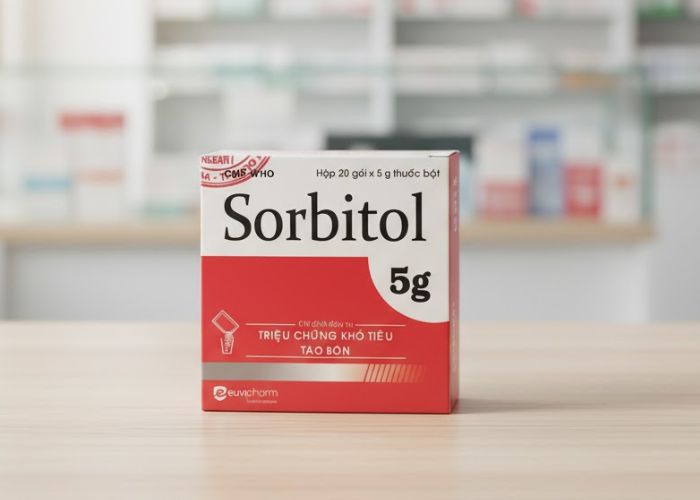 GMP-WHO
Hộp 20 gói x 5 g thuốc bột
Sorbitol
5g
TRIỆU CHỨNG KHÓ TIÊU
TÁO BÓN
euvipharm